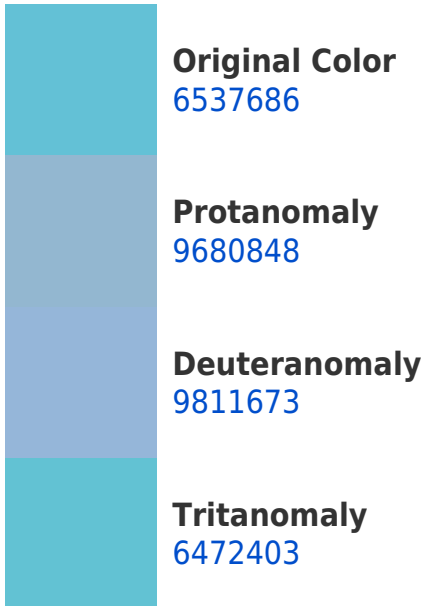 Original Color
6537686
Protanomaly
9680848
Deuteranomaly
9811673
Tritanomaly
6472403